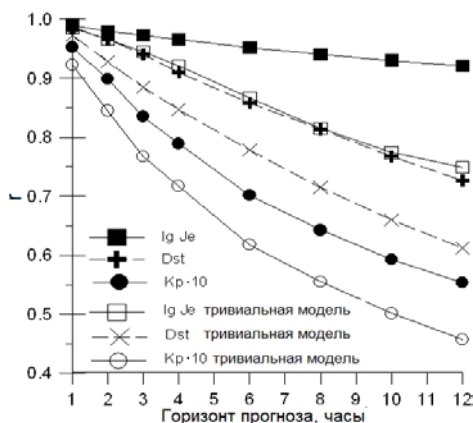 1.0
0.9
0.8
0.7
0.6
0.5
0.4
r
lg Je
Dst
Kp·10
lg Je тривиальная модель
Dst тривиальная модель
Kp·10 тривиальная модель
1 2 3 4 5 6 7 8 9 10 11 12
Горизонт прогноза, часы